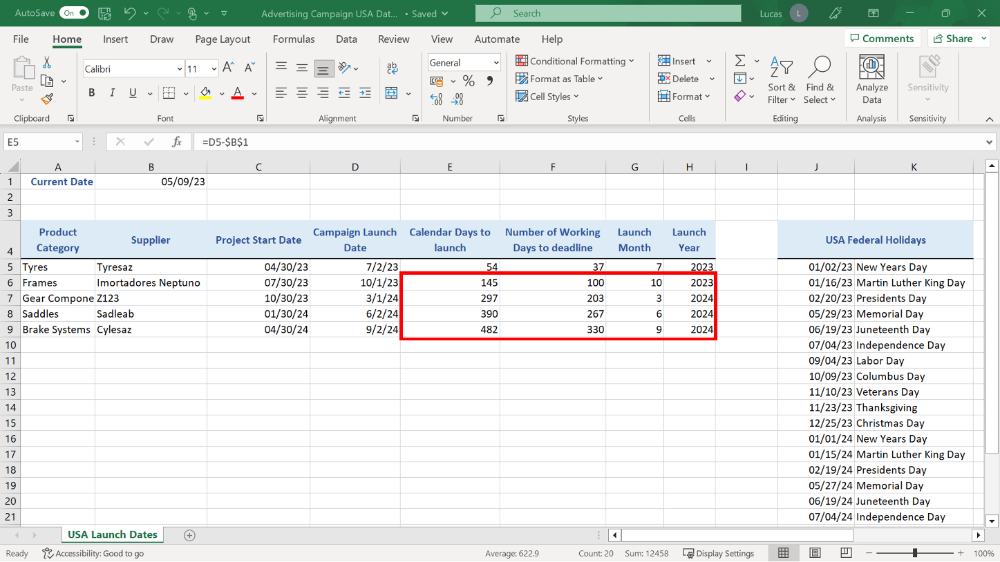 AutoSave On Advertising Campaign USA Dat... • Saved Search Lucas L
File Home Insert Draw Page Layout Formulas Data Review View Automate Help Comments Share
Paste Calibri 11 A A General Conditional Formatting Insert
B I U A ab % , Format as Table Delete Sort & Filter Find & Select Analyze Data Sensitivity
.00 .00 Cell Styles Format
Clipboard Font Alignment Number Styles Cells Editing Analysis Sensitivity
E5 fx =D5-$B$1
A B C D E F G H I J K
1 Current Date 05/09/23
2
3
4 Product Category Supplier Project Start Date Campaign Launch Date Calendar Days to launch Number of Working Days to deadline Launch Month Launch Year USA Federal Holidays
5 Tyres Tyresaz 04/30/23 7/2/23 54 37 7 2023 01/02/23 New Years Day
6 Frames Imortadores Neptuno 07/30/23 10/1/23 145 100 10 2023 01/16/23 Martin Luther King Day
7 Gear Compone Z123 10/30/23 3/1/24 297 203 3 2024 02/20/23 Presidents Day
8 Saddles Sadleab 01/30/24 6/2/24 390 267 6 2024 05/29/23 Memorial Day
9 Brake Systems Cylesaz 04/30/24 9/2/24 482 330 9 2024 06/19/23 Juneteenth Day
10 07/04/23 Independence Day
11 09/04/23 Labor Day
12 10/09/23 Columbus Day
13 11/10/23 Veterans Day
14 11/23/23 Thanksgiving
15 12/25/23 Christmas Day
16 01/01/24 New Years Day
17 01/15/24 Martin Luther King Day
18 02/19/24 Presidents Day
19 05/27/24 Memorial Day
20 06/19/24 Juneteenth Day
21 07/04/24 Independence Day
USA Launch Dates
Ready Accessibility: Good to go Average: 622.9 Count: 20 Sum: 12458 Display Settings 100%